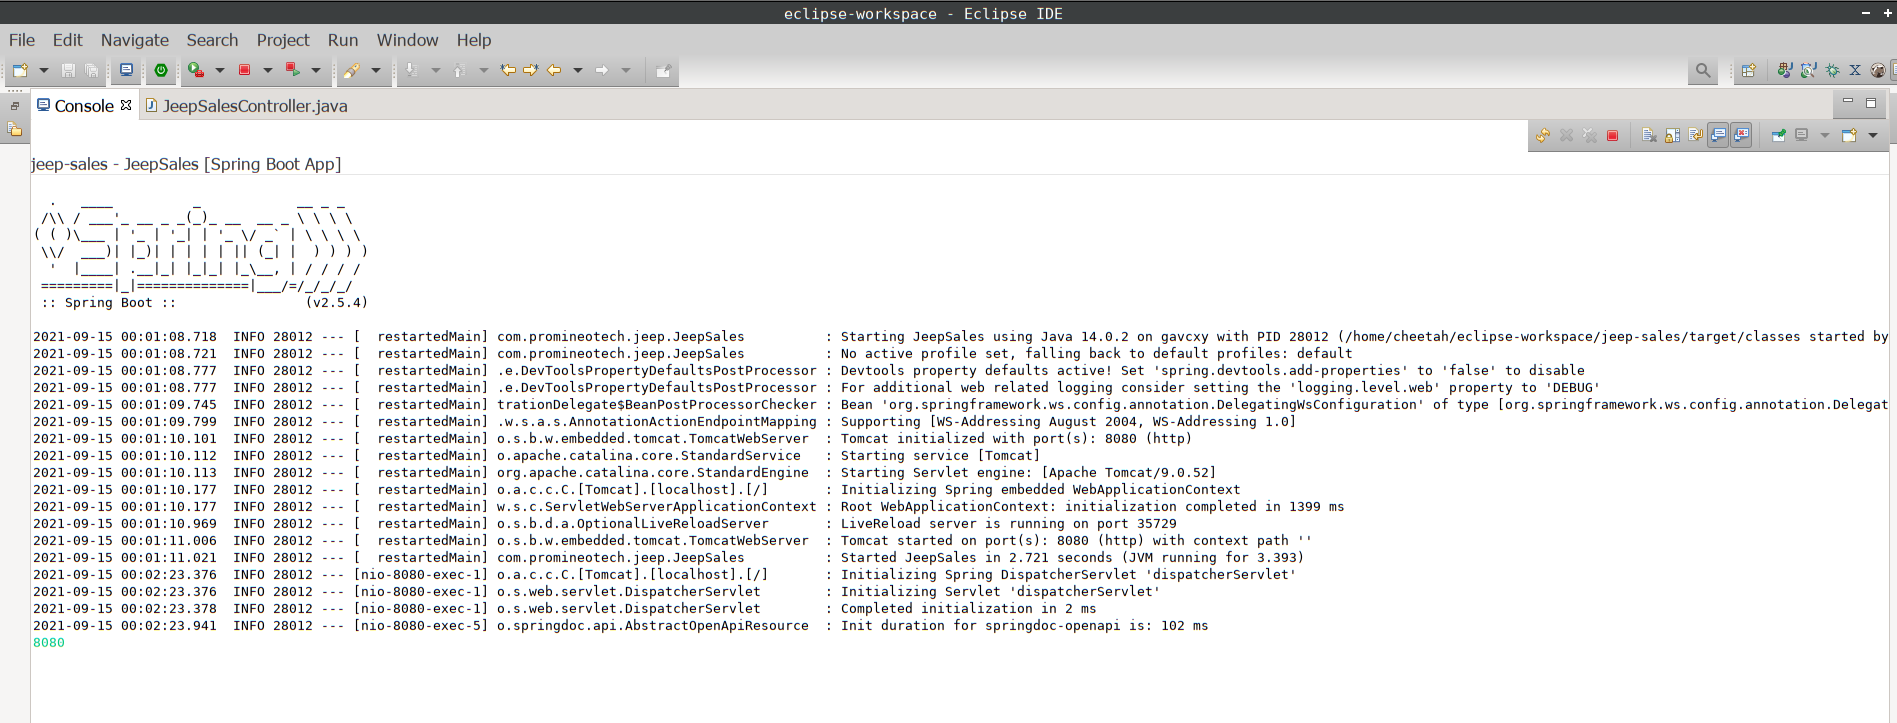 eclipse-workspace - Eclipse IDE
File Edit Navigate Search Project Run Window Help
Console JeepSalesController.java
jeep-sales - JeepSales [Spring Boot App]
  .   ____          _            __ _ _
 /\\ / ___'_ __ _ _(_)_ __  __ _ \ \ \ \
( ( )\___ | '_ | '_| | '_ \/ _` | \ \ \ \
 \\/  ___)| |_)| | | | | || (_| |  ) ) ) )
  '  |____| .__|_| |_|_| |_\__, | / / / /
 =========|_|==============|___/=/_/_/_/
 :: Spring Boot ::                (v2.5.4)
2021-09-15 00:01:08.718  INFO 28012 --- [  restartedMain] com.promineotech.jeep.JeepSales          : Starting JeepSales using Java 14.0.2 on gavcxy with PID 28012 (/home/cheetah/eclipse-workspace/jeep-sales/target/classes started by
2021-09-15 00:01:08.721  INFO 28012 --- [  restartedMain] com.promineotech.jeep.JeepSales          : No active profile set, falling back to default profiles: default
2021-09-15 00:01:08.777  INFO 28012 --- [  restartedMain] .e.DevToolsPropertyDefaultsPostProcessor : Devtools property defaults active! Set 'spring.devtools.add-properties' to 'false' to disable
2021-09-15 00:01:08.777  INFO 28012 --- [  restartedMain] .e.DevToolsPropertyDefaultsPostProcessor : For additional web related logging consider setting the 'logging.level.web' property to 'DEBUG'
2021-09-15 00:01:09.745  INFO 28012 --- [  restartedMain] trationDelegate$BeanPostProcessorChecker : Bean 'org.springframework.ws.config.annotation.DelegatingWsConfiguration' of type [org.springframework.ws.config.annotation.Delegat
2021-09-15 00:01:09.799  INFO 28012 --- [  restartedMain] .w.s.a.s.AnnotationActionEndpointMapping : Supporting [WS-Addressing August 2004, WS-Addressing 1.0]
2021-09-15 00:01:10.101  INFO 28012 --- [  restartedMain] o.s.b.w.embedded.tomcat.TomcatWebServer  : Tomcat initialized with port(s): 8080 (http)
2021-09-15 00:01:10.112  INFO 28012 --- [  restartedMain] o.apache.catalina.core.StandardService   : Starting service [Tomcat]
2021-09-15 00:01:10.113  INFO 28012 --- [  restartedMain] org.apache.catalina.core.StandardEngine  : Starting Servlet engine: [Apache Tomcat/9.0.52]
2021-09-15 00:01:10.177  INFO 28012 --- [  restartedMain] o.a.c.c.C.[Tomcat].[localhost].[/]       : Initializing Spring embedded WebApplicationContext
2021-09-15 00:01:10.177  INFO 28012 --- [  restartedMain] w.s.c.ServletWebServerApplicationContext : Root WebApplicationContext: initialization completed in 1399 ms
2021-09-15 00:01:10.969  INFO 28012 --- [  restartedMain] o.s.b.d.a.OptionalLiveReloadServer       : LiveReload server is running on port 35729
2021-09-15 00:01:11.006  INFO 28012 --- [  restartedMain] o.s.b.w.embedded.tomcat.TomcatWebServer  : Tomcat started on port(s): 8080 (http) with context path ''
2021-09-15 00:01:11.021  INFO 28012 --- [  restartedMain] com.promineotech.jeep.JeepSales          : Started JeepSales in 2.721 seconds (JVM running for 3.393)
2021-09-15 00:02:23.376  INFO 28012 --- [nio-8080-exec-1] o.a.c.c.C.[Tomcat].[localhost].[/]       : Initializing Spring DispatcherServlet 'dispatcherServlet'
2021-09-15 00:02:23.376  INFO 28012 --- [nio-8080-exec-1] o.s.web.servlet.DispatcherServlet        : Initializing Servlet 'dispatcherServlet'
2021-09-15 00:02:23.378  INFO 28012 --- [nio-8080-exec-1] o.s.web.servlet.DispatcherServlet        : Completed initialization in 2 ms
2021-09-15 00:02:23.941  INFO 28012 --- [nio-8080-exec-5] o.springdoc.api.AbstractOpenApiResource  : Init duration for springdoc-openapi is: 102 ms
8080